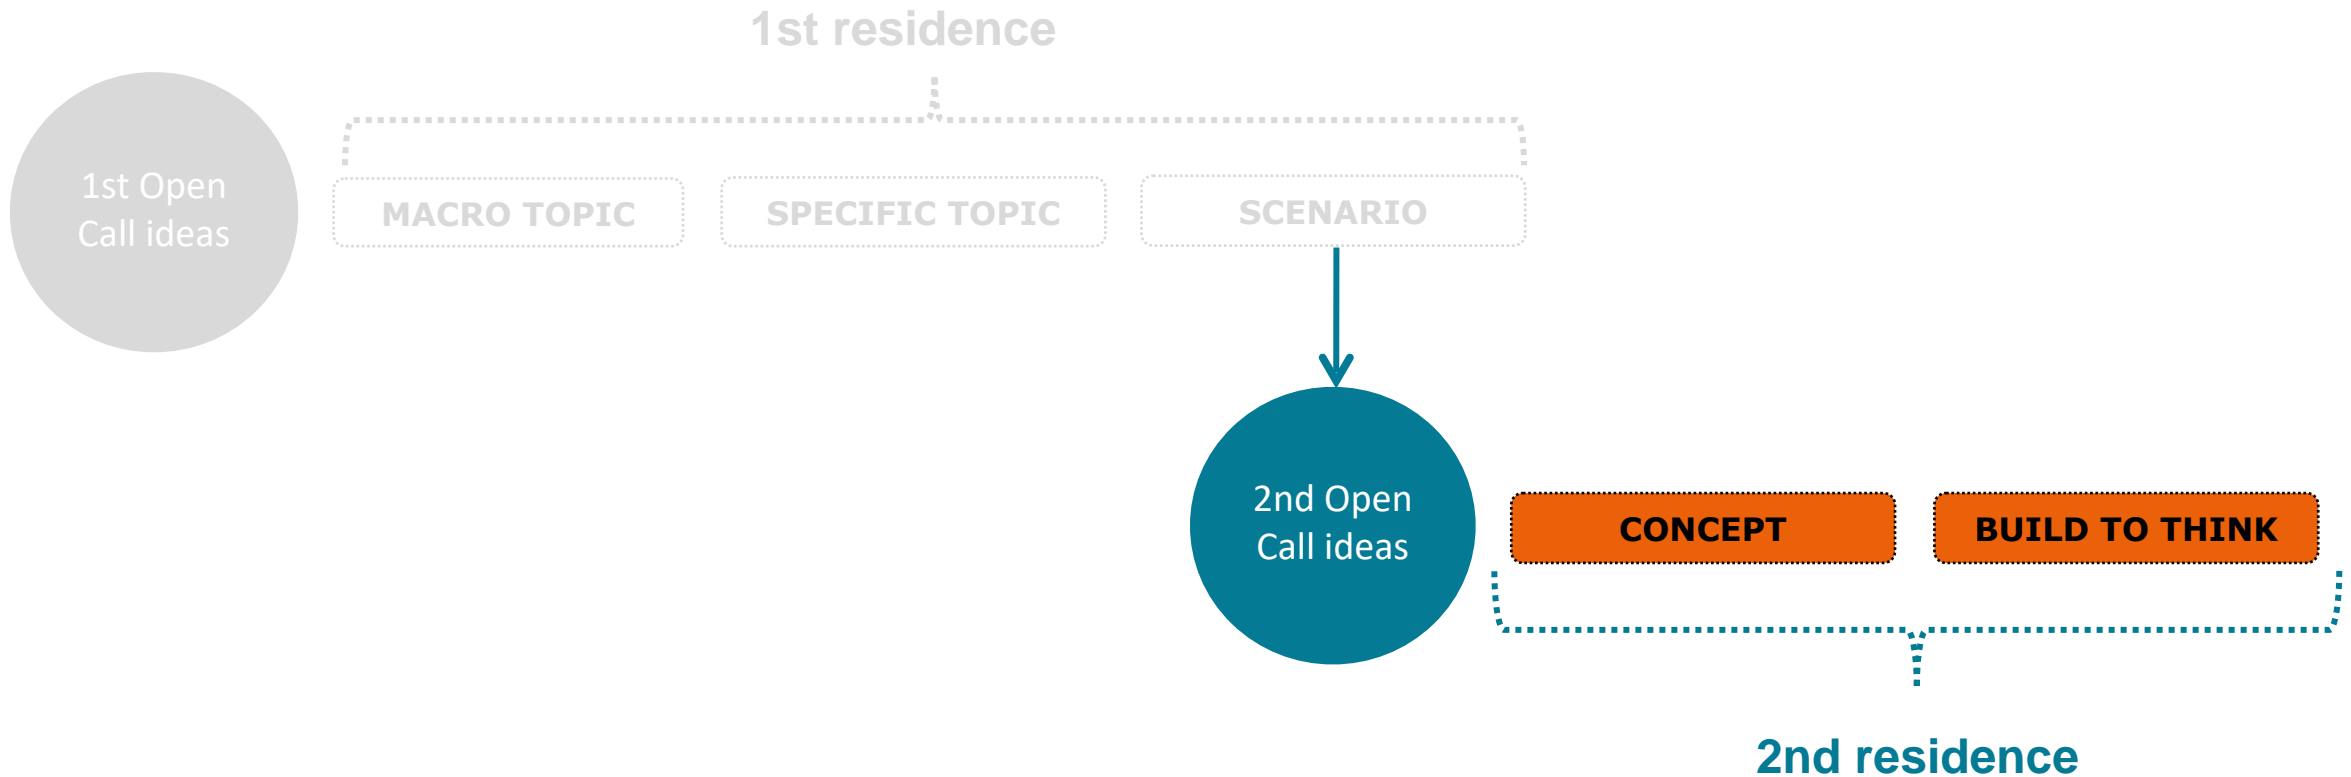 1st residence
1st Open
Call ideas
MACRO TOPIC
SPECIFIC TOPIC
SCENARIO
2nd Open
Call ideas
CONCEPT
BUILD TO THINK
2nd residence